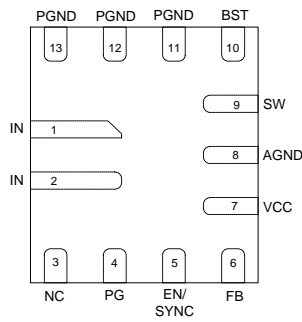 PGND PGND PGND BST
13 12 11 10
9 SW
IN 1
8 AGND
IN 2
7 VCC
3 4 5 6
NC PG EN/ FB
SYNC